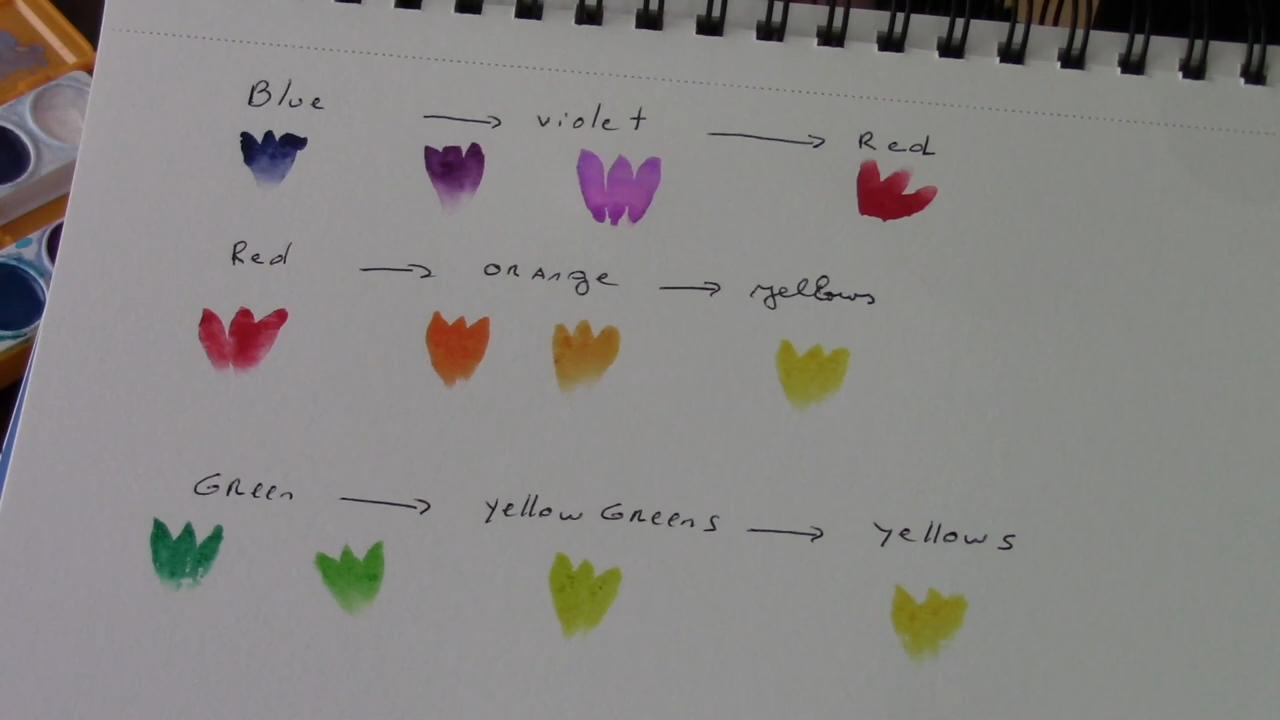 Blue → violet → Red
Red → orange → yellows
Green → yellow Greens → yellows